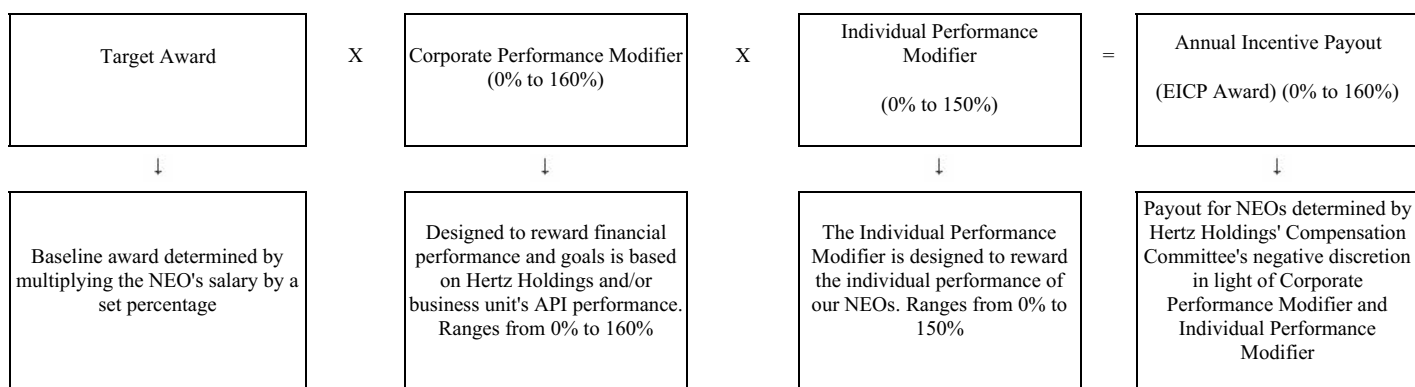 Target Award
X
Corporate Performance Modifier
(0% to 160%)
X
Individual Performance
Modifier
(0% to 150%)
=
Annual Incentive Payout
(EICP Award) (0% to 160%)
↓
↓
↓
↓
Baseline award determined by
multiplying the NEO's salary by a
set percentage
Designed to reward financial
performance and goals is based
on Hertz Holdings and/or
business unit's API performance.
Ranges from 0% to 160%
The Individual Performance
Modifier is designed to reward
the individual performance of
our NEOs. Ranges from 0% to
150%
Payout for NEOs determined by
Hertz Holdings' Compensation
Committee's negative discretion
in light of Corporate
Performance Modifier and
Individual Performance
Modifier